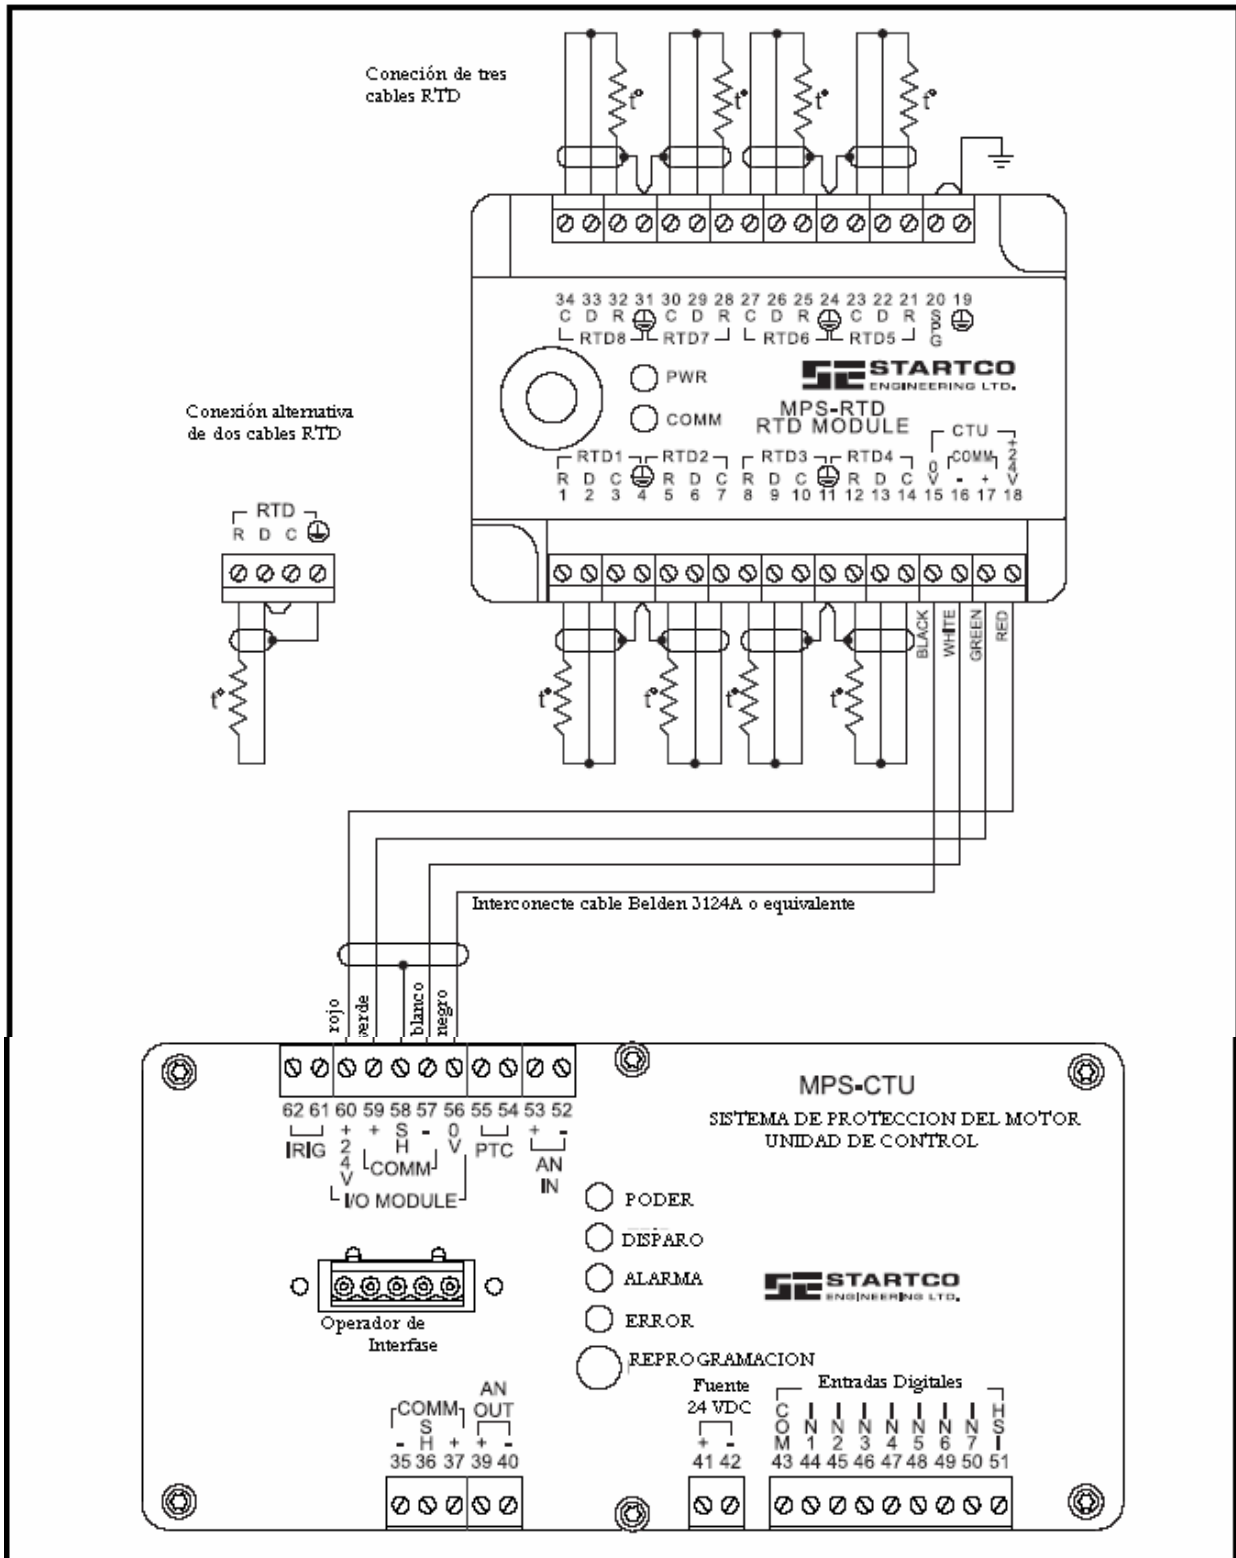 Coneción de tres
cables RTD
t°
t°
t°
t°
34 33 32 31 30 29 28 27 26 25 24 23 22 21 20 19
C D R C D R C D R C D R SPG
RTD8 RTD7 RTD6 RTD5
PWR
COMM
STARTCO
ENGINEERING LTD.
MPS-RTD
RTD MODULE
CTU
COMM
RTD1 RTD2 RTD3 RTD4
R D C R D C R D C R D C 0V - + +24V
1 2 3 4 5 6 7 8 9 10 11 12 13 14 15 16 17 18
Conexión alternativa
de dos cables RTD
RTD
R D C
t°
BLACK
WHITE
GREEN
RED
t°
t°
t°
t°
Interconecte cable Belden 3124A o equivalente
rojo
verde
blanco
negro
62 61 60 59 58 57 56 55 54 53 52
+24V + SH - 0V + -
IRIG COMM PTC AN IN
I/O MODULE
MPS-CTU
SISTEMA DE PROTECCION DEL MOTOR
UNIDAD DE CONTROL
PODER
DISPARO
ALARMA
ERROR
REPROGRAMACION
STARTCO
ENGINEERING LTD.
Operador de
Interfase
COMM
AN
OUT
- SH + + -
35 36 37 39 40
Fuente
24 VDC
+ -
41 42
Entradas Digitales
COM IN1 IN2 IN3 IN4 IN5 IN6 IN7 HSI
43 44 45 46 47 48 49 50 51